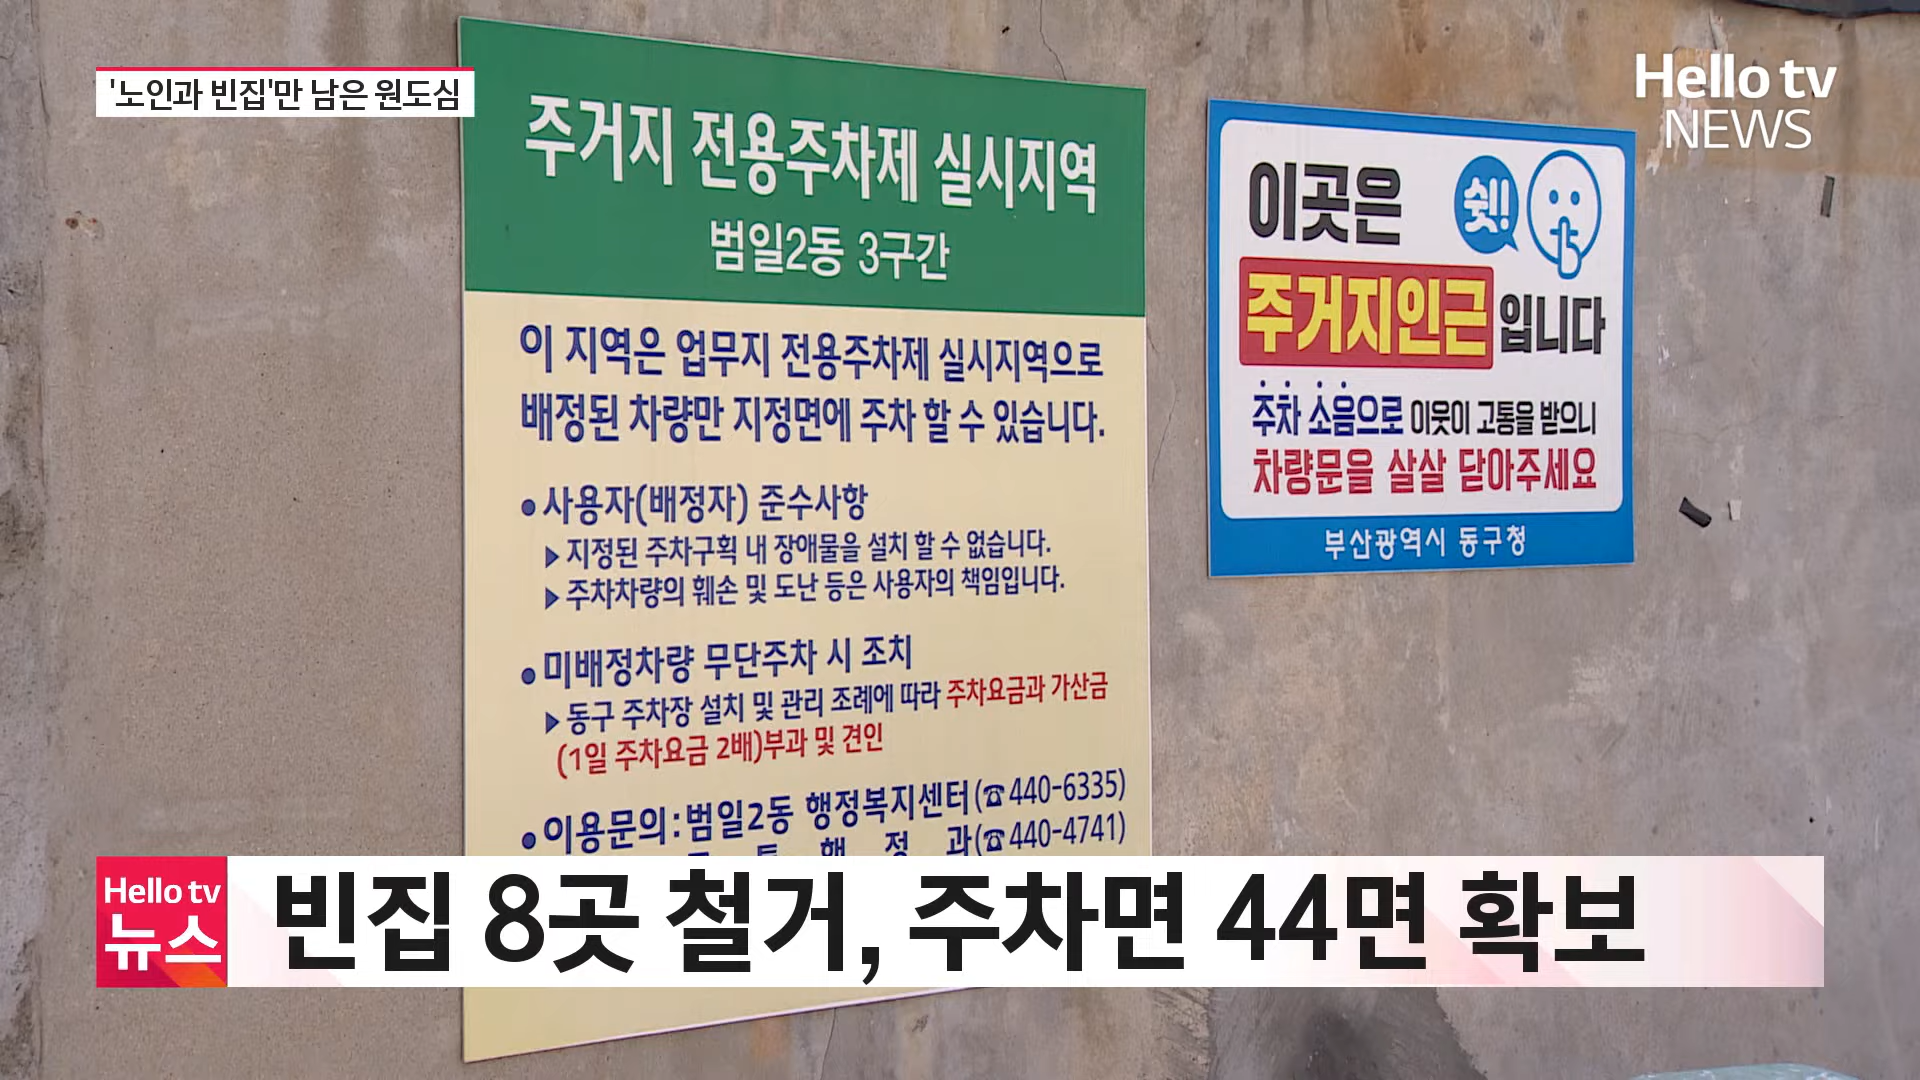 '노인과 빈집'만 남은 원도심
Hello tv
NEWS
주거지 전용주차제 실시지역
범일2동 3구간
이 지역은 업무지 전용주차제 실시지역으로
배정된 차량만 지정면에 주차 할 수 있습니다.
●사용자(배정자) 준수사항
▶지정된 주차구획 내 장애물을 설치 할 수 없습니다.
▶주차차량의 훼손 및 도난 등은 사용자의 책임입니다.
●미배정차량 무단주차 시 조치
▶동구 주차장 설치 및 관리 조례에 따라 주차요금과 가산금
(1일 주차요금 2배)부과 및 견인
●이용문의:범일2동 행정복지센터(☎440-6335)
행 정 과(☎440-4741)
이곳은
쉿!
주거지인근입니다
주차 소음으로 이웃이 고통을 받으니
차량문을 살살 닫아주세요
부산광역시 동구청
Hello tv
뉴스
빈집 8곳 철거, 주차면 44면 확보